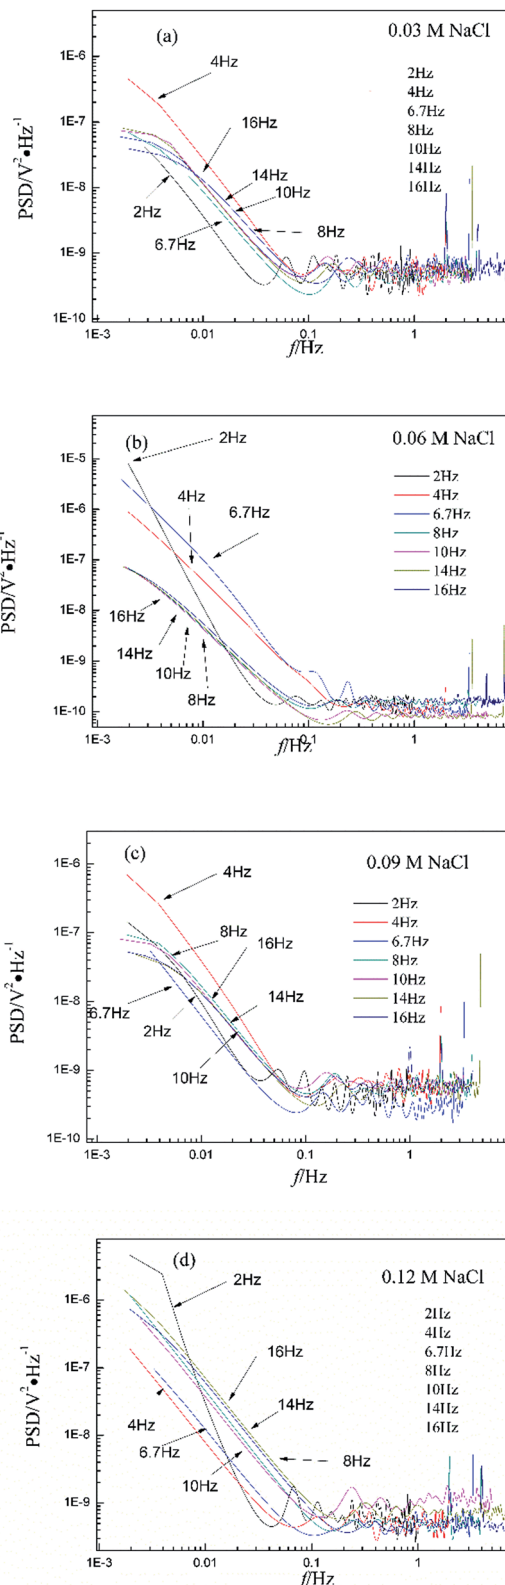 (a)
0.03 M NaCl
1E-6
1E-7
1E-8
1E-9
1E-10
PSD/V²•Hz⁻¹
4Hz
16Hz
14Hz
10Hz
2Hz
8Hz
6.7Hz
2Hz
4Hz
6.7Hz
8Hz
10Hz
14Hz
16Hz
1E-3
0.01
0.1
1
f/Hz
(b)
0.06 M NaCl
1E-5
1E-6
1E-7
1E-8
1E-9
1E-10
PSD/V²•Hz⁻¹
2Hz
4Hz
6.7Hz
16Hz
14Hz
10Hz
8Hz
2Hz
4Hz
6.7Hz
8Hz
10Hz
14Hz
16Hz
1E-3
0.01
0.1
1
f/Hz
(c)
0.09 M NaCl
1E-6
1E-7
1E-8
1E-9
1E-10
PSD/V²•Hz⁻¹
4Hz
8Hz
16Hz
6.7Hz
2Hz
14Hz
10Hz
2Hz
4Hz
6.7Hz
8Hz
10Hz
14Hz
16Hz
1E-3
0.01
0.1
1
f/Hz
(d)
0.12 M NaCl
1E-6
1E-7
1E-8
1E-9
PSD/V²•Hz⁻¹
2Hz
16Hz
14Hz
4Hz
6.7Hz
8Hz
10Hz
2Hz
4Hz
6.7Hz
8Hz
10Hz
14Hz
16Hz
1E-3
0.01
0.1
1
f/Hz